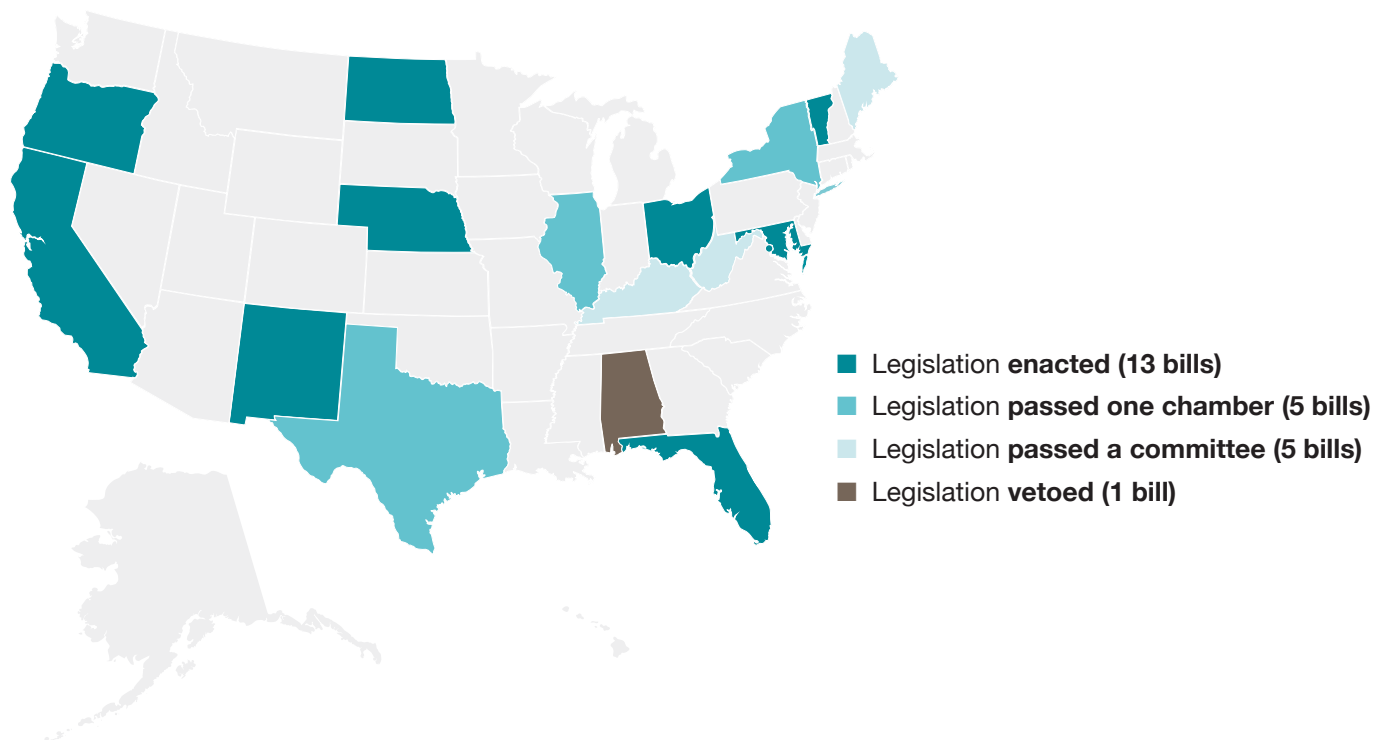 Legislation enacted (13 bills)
Legislation passed one chamber (5 bills)
Legislation passed a committee (5 bills)
Legislation vetoed (1 bill)